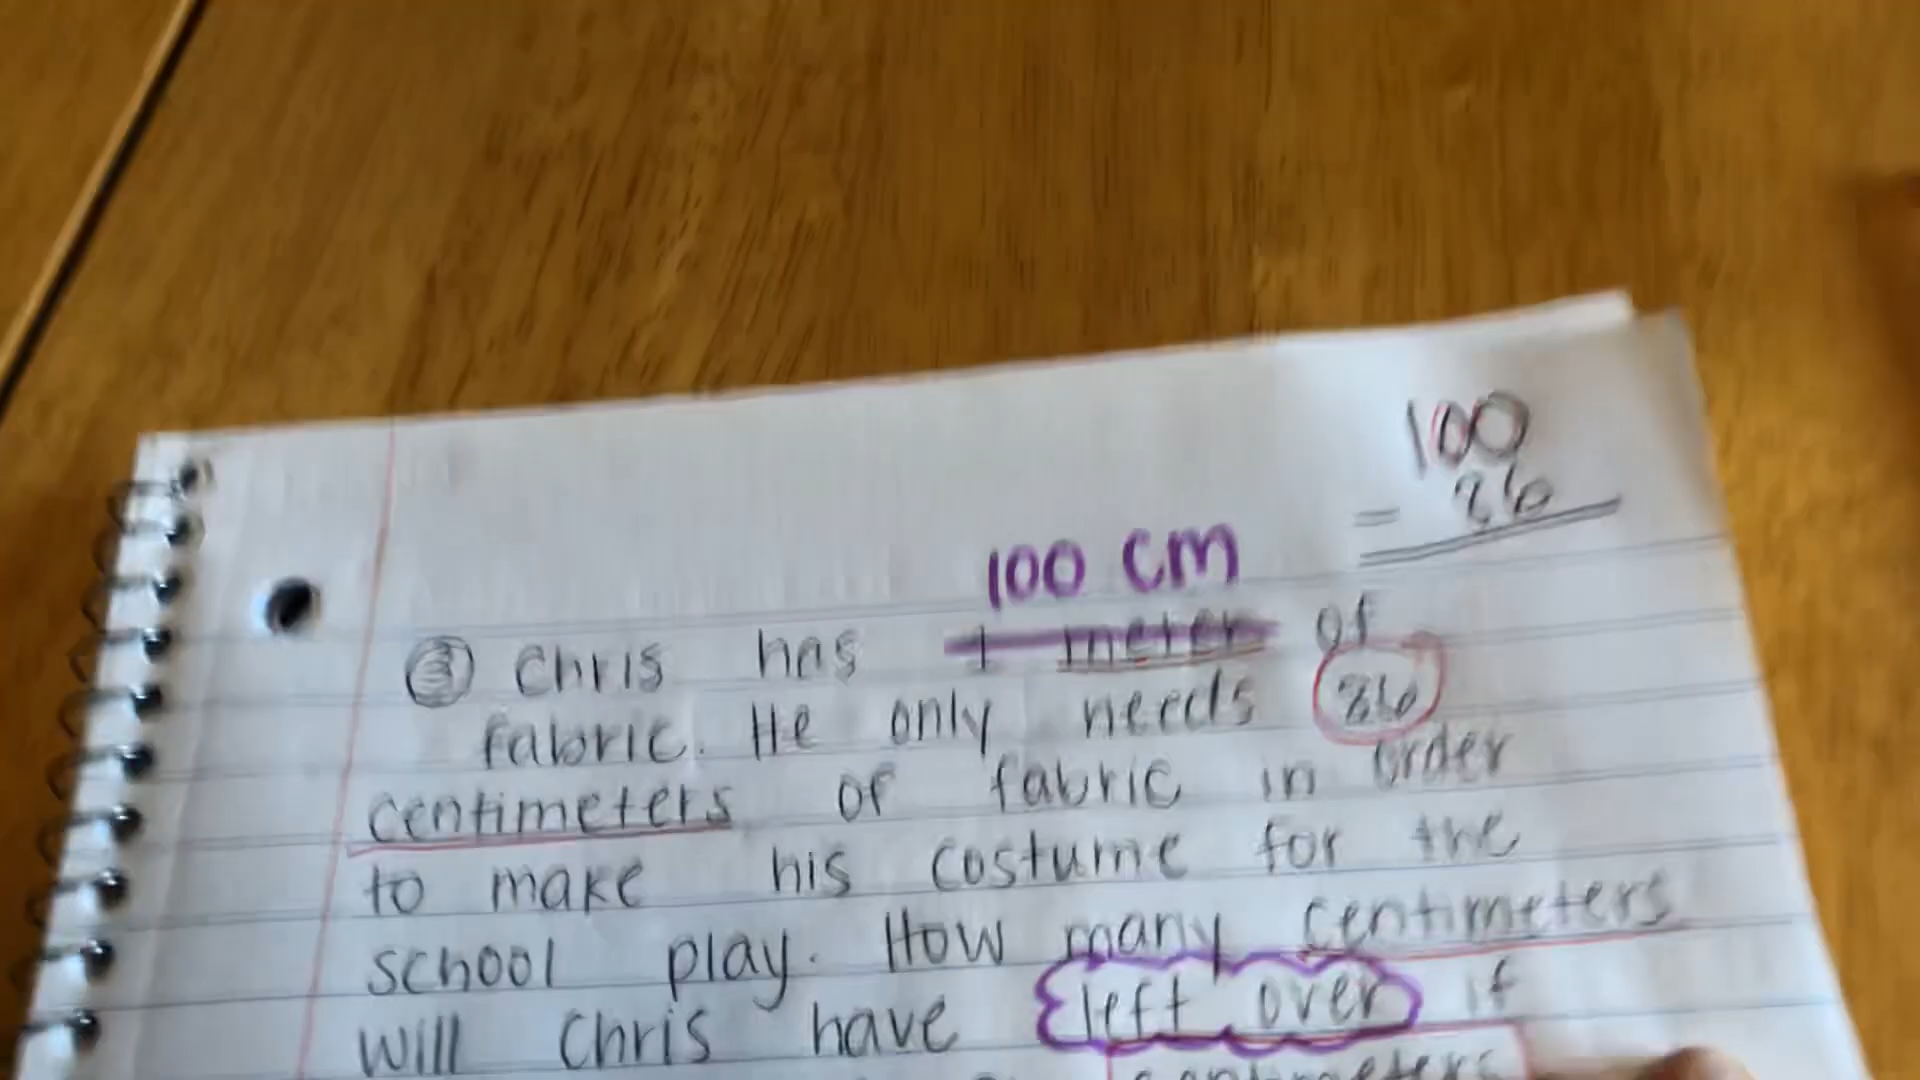 100
- 26
100 cm
③ Chris has 1 meter of
fabric. He only needs 26
centimeters of fabric in order
to make his costume for the
school play. How many centimeters
will Chris have left over if
centimeters